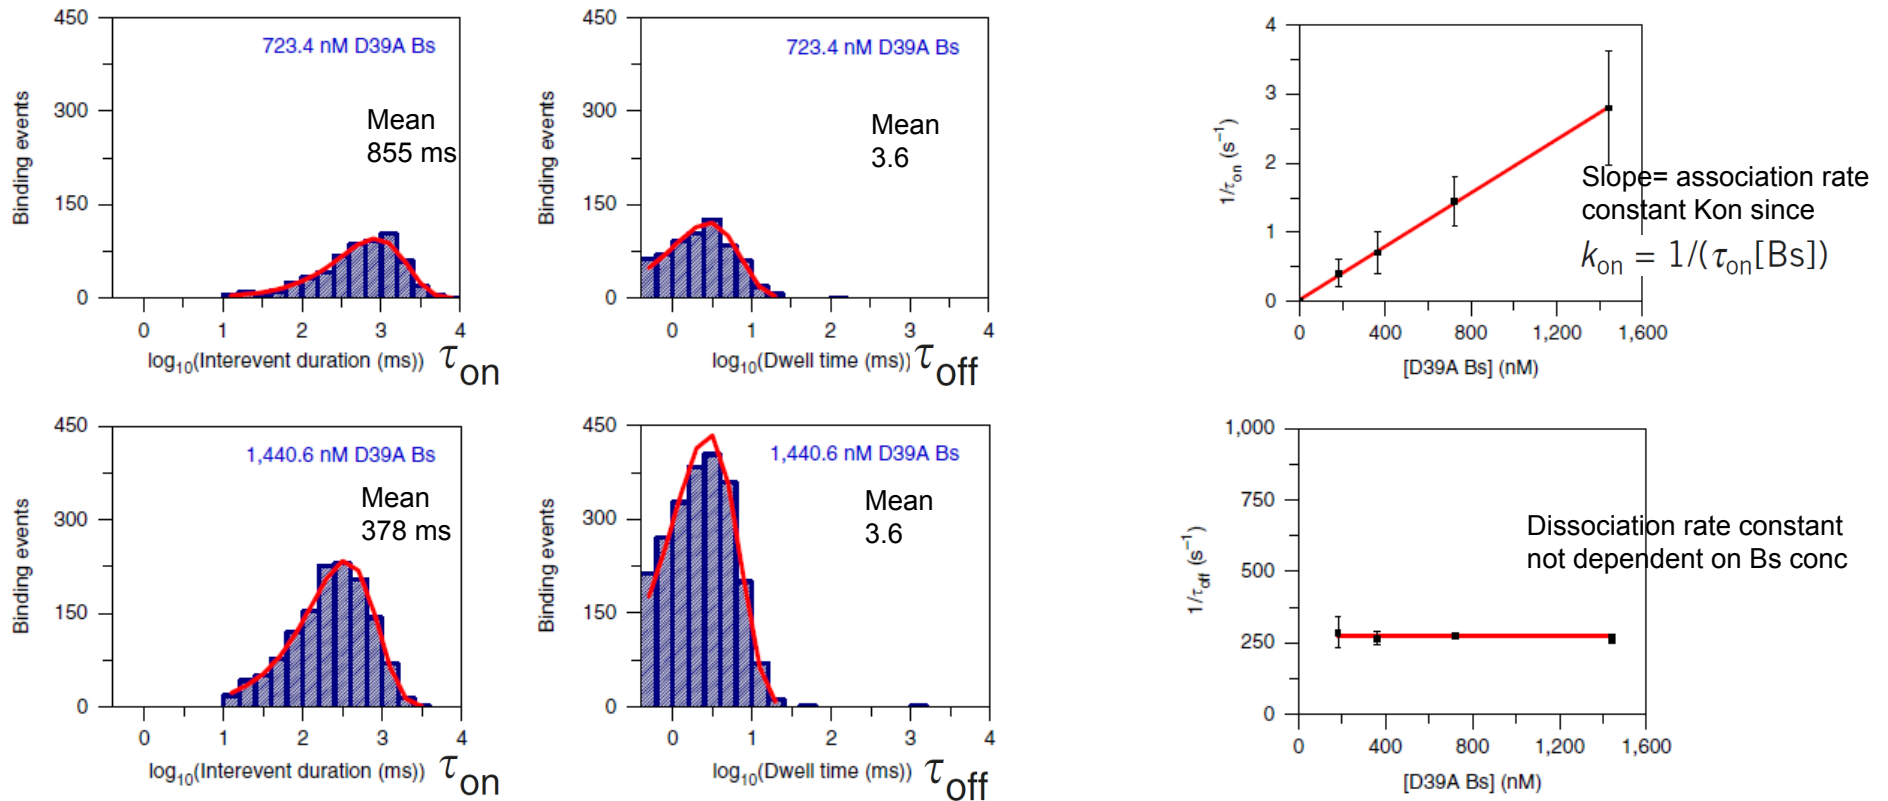 450
300
150
0
Binding events
723.4 nM D39A Bs
Mean
855 ms
0 1 2 3 4
log10(Interevent duration (ms)) τon
450
300
150
0
Binding events
723.4 nM D39A Bs
Mean
3.6
0 1 2 3 4
log10(Dwell time (ms)) τoff
4
3
2
1
0
1/τon (s−1)
Slope= association rate
constant Kon since
kon = 1/(τon[Bs])
0 400 800 1,200 1,600
[D39A Bs] (nM)
450
300
150
0
Binding events
1,440.6 nM D39A Bs
Mean
378 ms
0 1 2 3 4
log10(Interevent duration (ms)) τon
450
300
150
0
Binding events
1,440.6 nM D39A Bs
Mean
3.6
0 1 2 3 4
log10(Dwell time (ms)) τoff
1,000
750
500
250
0
1/τoff (s−1)
Dissociation rate constant
not dependent on Bs conc
0 400 800 1,200 1,600
[D39A Bs] (nM)